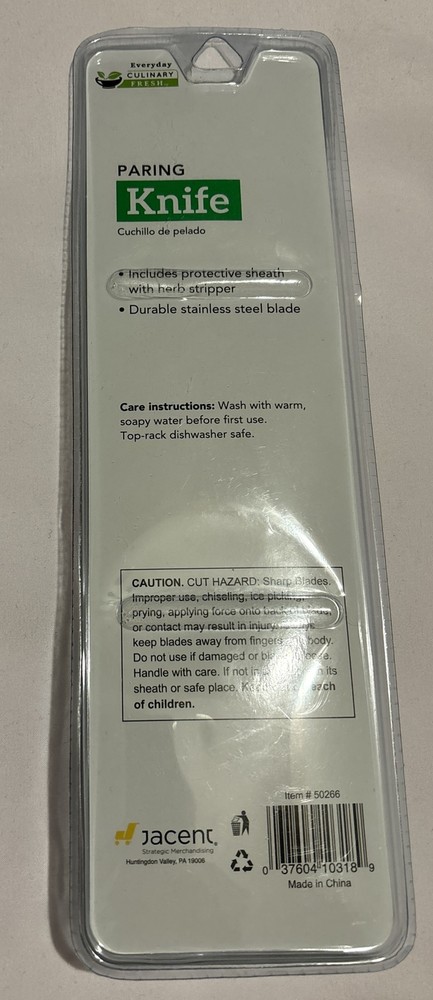 Everyday
CULINARY
FRESH
PARING
Knife
Cuchillo de pelado
• Includes protective sheath
with herb stripper
• Durable stainless steel blade
Care instructions: Wash with warm,
soapy water before first use.
Top-rack dishwasher safe.
CAUTION. CUT HAZARD: Sharp Blades.
Improper use, chiseling, ice picking,
prying, applying force onto back of blade,
or contact may result in injury.
keep blades away from fingers body.
Do not use if damaged or
Handle with care. If not its
sheath or safe place. reach
of children.
Item # 50266
Jacent
Strategic Merchandising
Huntingdon Valley, PA 19006
0 37604 10318 9
Made in China